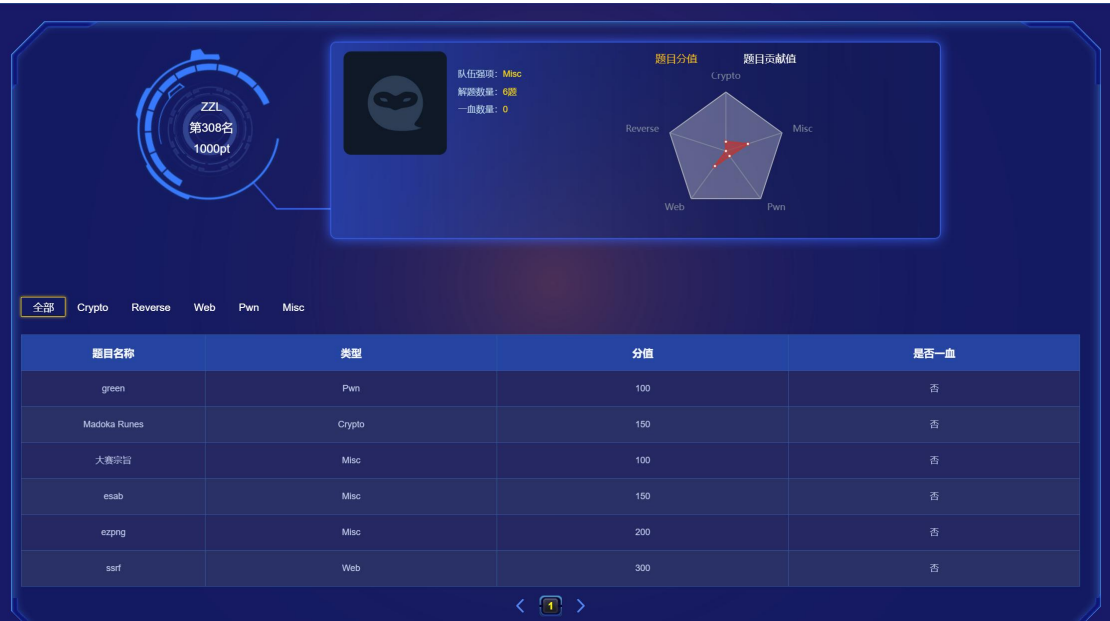 ZZL
第308名
1000pt
队伍强项：Misc
解题数量：6题
一血数量：0
题目分值 题目贡献值
Crypto
Reverse Misc
Web Pwn
全部 Crypto Reverse Web Pwn Misc
题目名称 类型 分值 是否一血
green Pwn 100 否
Madoka Runes Crypto 150 否
大赛宗旨 Misc 100 否
esab Misc 150 否
ezpng Misc 200 否
ssrf Web 300 否
1